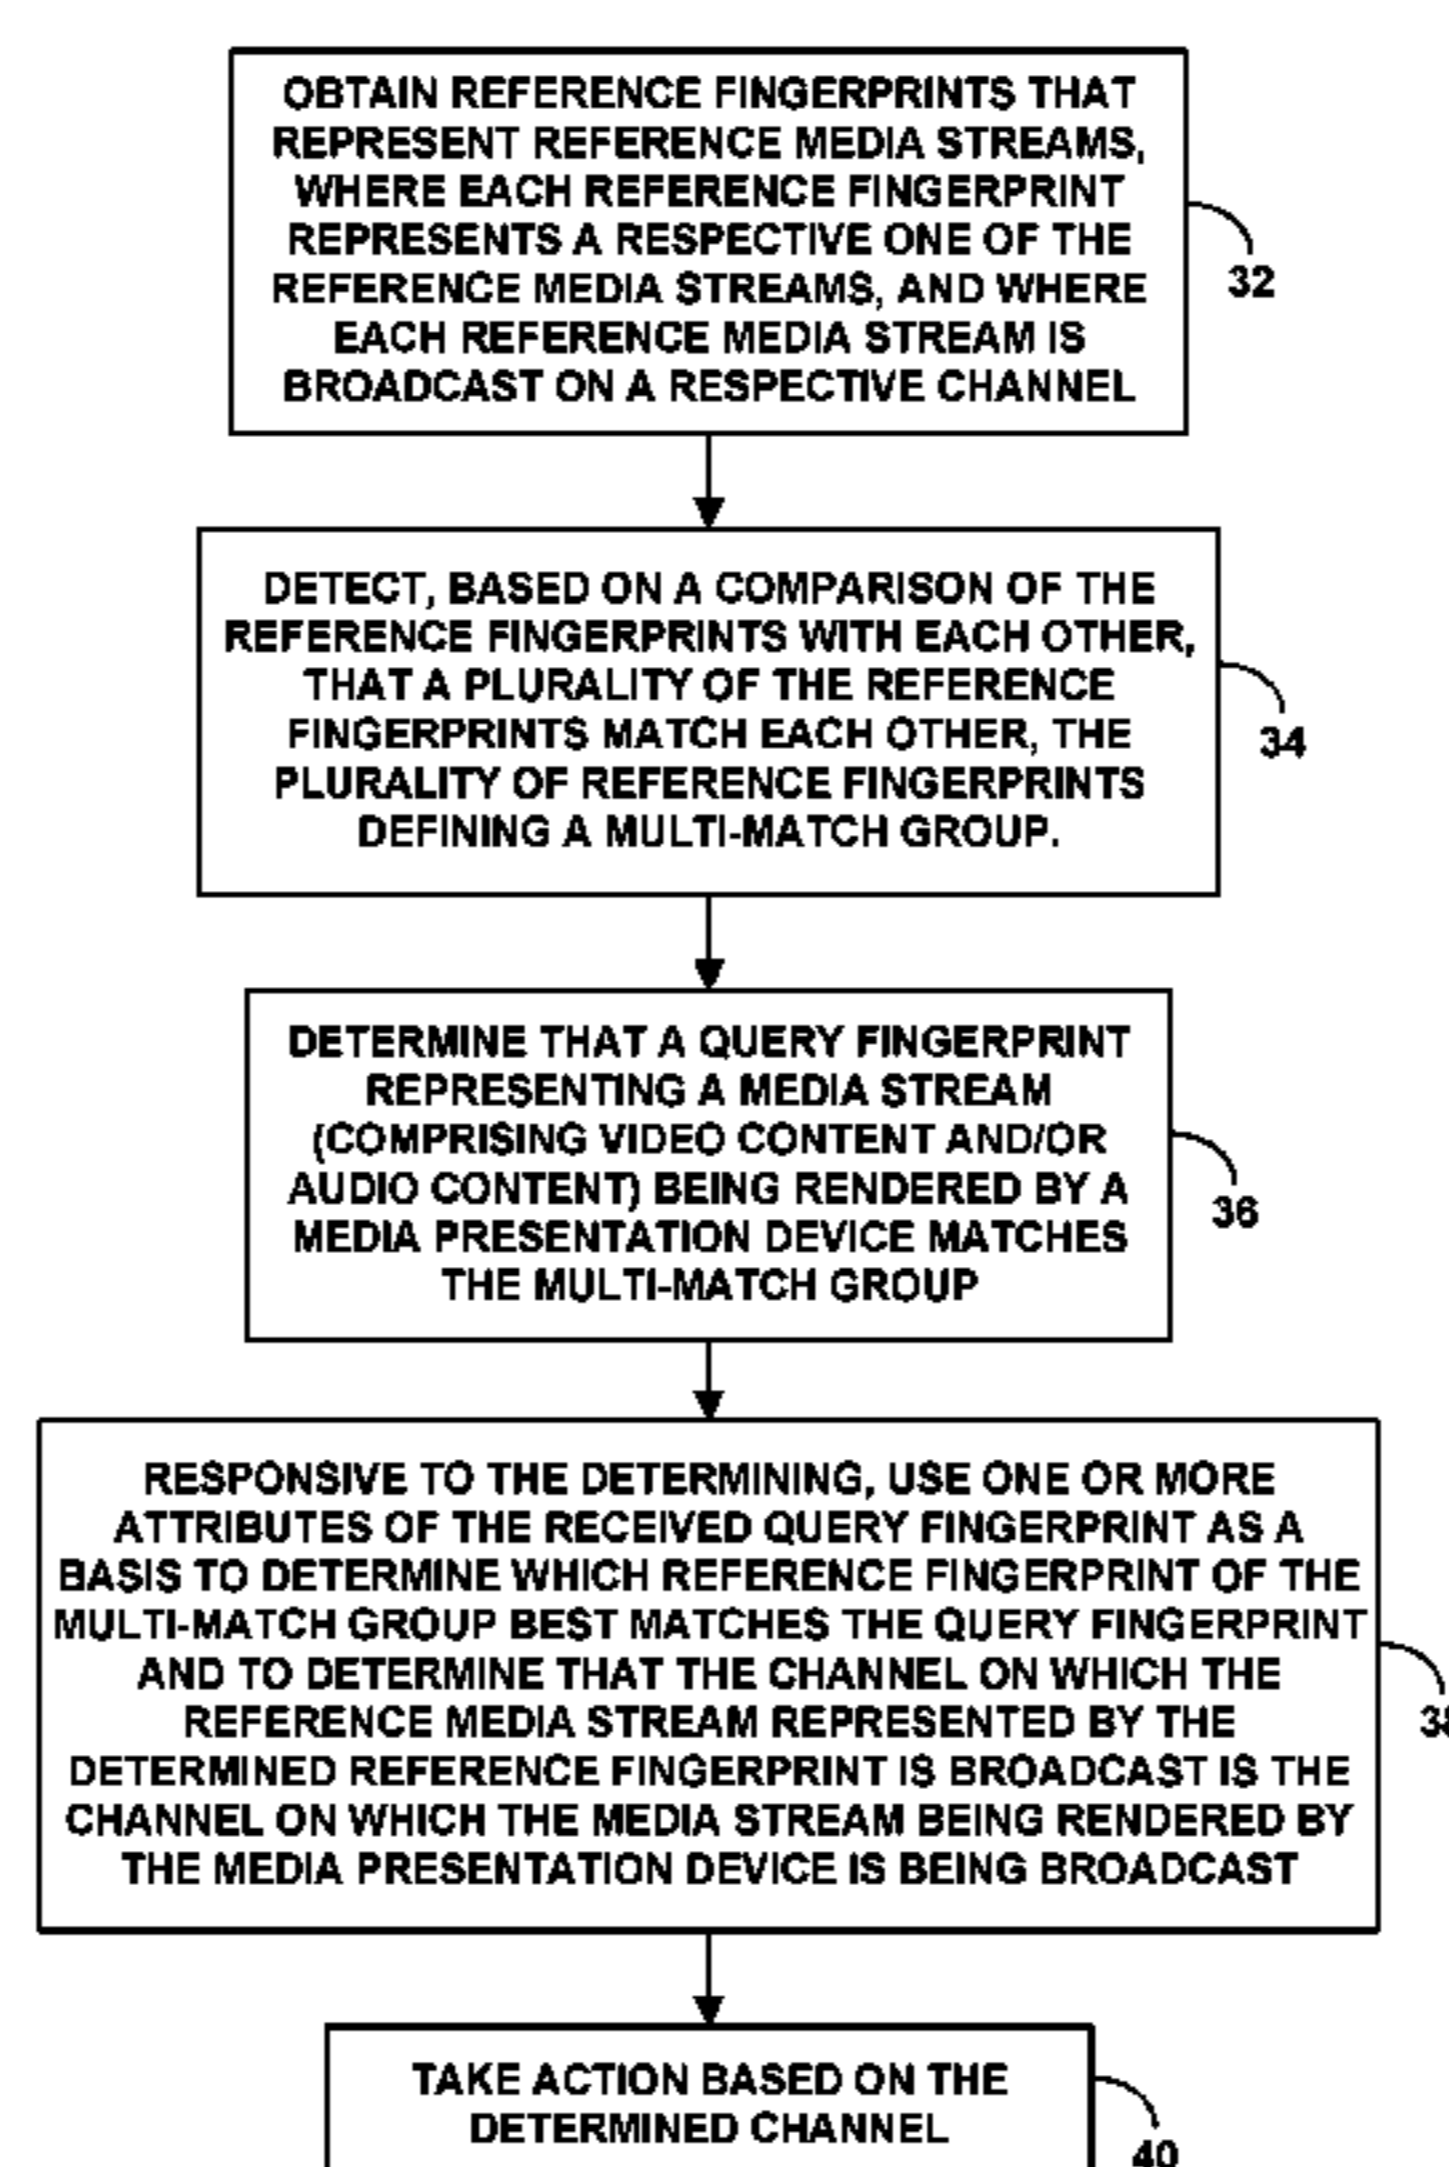 OBTAIN REFERENCE FINGERPRINTS THAT
REPRESENT REFERENCE MEDIA STREAMS,
WHERE EACH REFERENCE FINGERPRINT
REPRESENTS A RESPECTIVE ONE OF THE
REFERENCE MEDIA STREAMS, AND WHERE
EACH REFERENCE MEDIA STREAM IS
BROADCAST ON A RESPECTIVE CHANNEL
32
DETECT, BASED ON A COMPARISON OF THE
REFERENCE FINGERPRINTS WITH EACH OTHER,
THAT A PLURALITY OF THE REFERENCE
FINGERPRINTS MATCH EACH OTHER, THE
PLURALITY OF REFERENCE FINGERPRINTS
DEFINING A MULTI-MATCH GROUP.
34
DETERMINE THAT A QUERY FINGERPRINT
REPRESENTING A MEDIA STREAM
(COMPRISING VIDEO CONTENT AND/OR
AUDIO CONTENT) BEING RENDERED BY A
MEDIA PRESENTATION DEVICE MATCHES
THE MULTI-MATCH GROUP
36
RESPONSIVE TO THE DETERMINING, USE ONE OR MORE
ATTRIBUTES OF THE RECEIVED QUERY FINGERPRINT AS A
BASIS TO DETERMINE WHICH REFERENCE FINGERPRINT OF THE
MULTI-MATCH GROUP BEST MATCHES THE QUERY FINGERPRINT
AND TO DETERMINE THAT THE CHANNEL ON WHICH THE
REFERENCE MEDIA STREAM REPRESENTED BY THE
DETERMINED REFERENCE FINGERPRINT IS BROADCAST IS THE
CHANNEL ON WHICH THE MEDIA STREAM BEING RENDERED BY
THE MEDIA PRESENTATION DEVICE IS BEING BROADCAST
38
TAKE ACTION BASED ON THE
DETERMINED CHANNEL
40